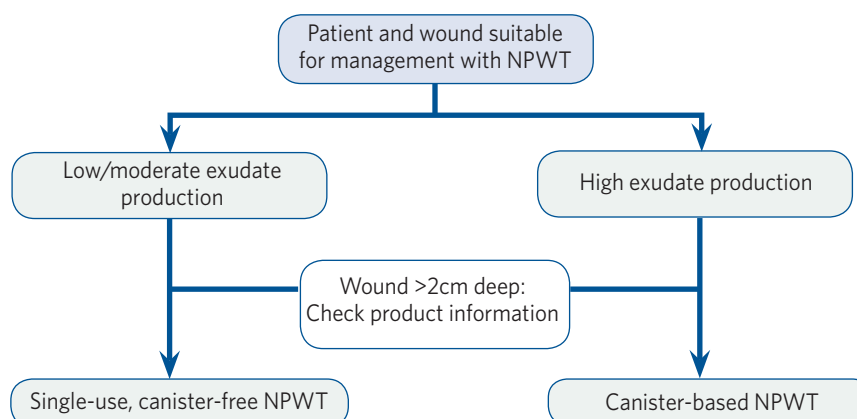 Patient and wound suitable
for management with NPWT
Low/moderate exudate
production
High exudate production
Wound >2cm deep:
Check product information
Single-use, canister-free NPWT
Canister-based NPWT